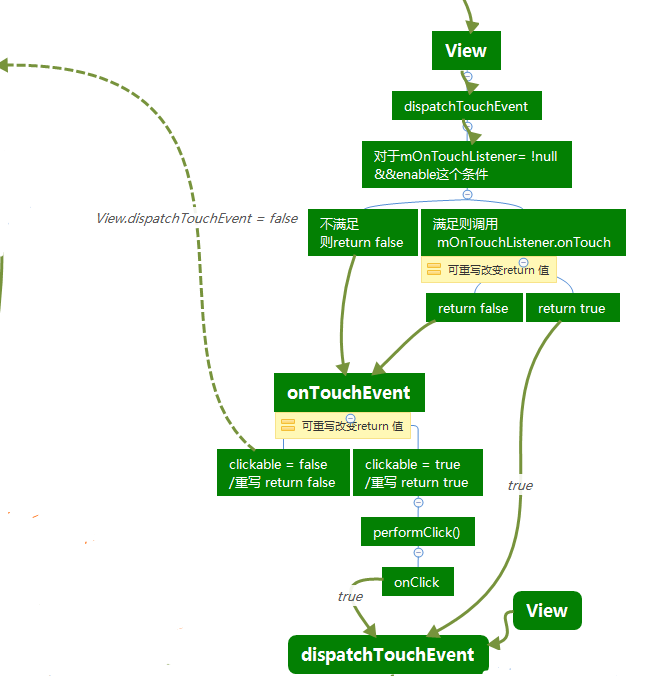 View
dispatchTouchEvent
对于mOnTouchListener= !null
&&enable这个条件
View.dispatchTouchEvent = false
不满足
则return false
满足则调用
mOnTouchListener.onTouch
可重写改变return 值
return false
return true
onTouchEvent
可重写改变return 值
clickable = false
/重写 return false
clickable = true
/重写 return true
true
performClick()
onClick
true
View
dispatchTouchEvent